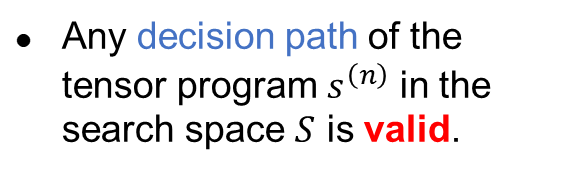 • Any decision path of the
tensor program s^(n) in the
search space S is valid.